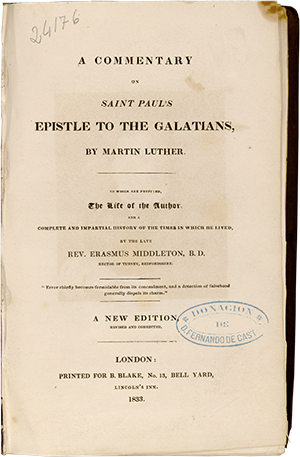 24176
A COMMENTARY
ON
SAINT PAUL'S
EPISTLE TO THE GALATIANS,
BY MARTIN LUTHER.
TO WHICH ARE PREFIXED,
The Life of the Author,
AND A
COMPLETE AND IMPARTIAL HISTORY OF THE TIMES IN WHICH HE LIVED,
BY THE LATE
REV. ERASMUS MIDDLETON, B. D.
RECTOR OF TURVEY, BEDFORDSHIRE.
"Error chiefly becomes formidable from its concealment, and a detection of falsehood
generally dispels its charm."
A NEW EDITION,
REVISED AND CORRECTED.
DONACION
DE
D. FERNANDO DE CAST
LONDON:
PRINTED FOR B. BLAKE, No. 13, BELL YARD,
LINCOLN'S INN.
1833.